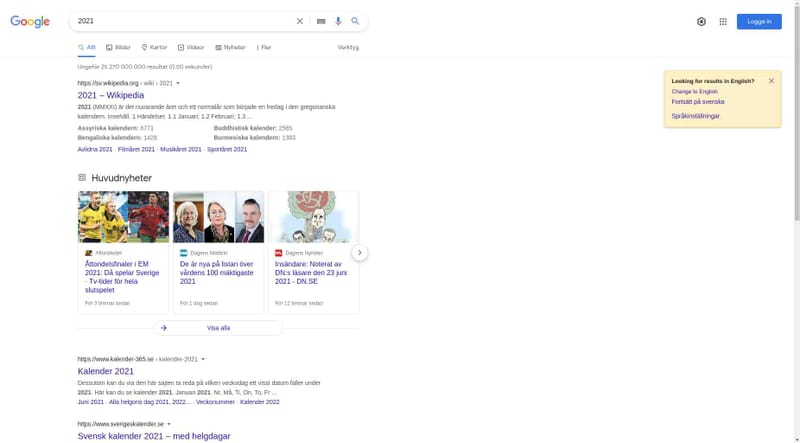 Google
2021
Logga in
Allt
Bilder
Kartor
Videor
Nyheter
Fler
Verktyg
Ungefär 25 270 000 000 resultat (0,60 sekunder)
https://sv.wikipedia.org › wiki › 2021
2021 – Wikipedia
2021 (MMXXI) är det nuvarande året och ett normalår som började en fredag i den gregorianska
kalendern. Innehåll. 1 Händelser. 1.1 Januari; 1.2 Februari; 1.3 ...
Assyriska kalendern: 6771
Buddhistisk kalender: 2565
Bengaliska kalendern: 1428
Burmesiska kalendern: 1383
Avlidna 2021 · Filmåret 2021 · Musikåret 2021 · Sportåret 2021
Looking for results in English?
Change to English
Fortsätt på svenska
Språkinställningar
Huvudnyheter
Aftonbladet
Åttondelsfinaler i EM
2021: Då spelar Sverige
- Tv-tider för hela
slutspelet
För 3 timmar sedan
Dagens Medicin
De är nya på listan över
vårdens 100 mäktigaste
2021
För 1 dag sedan
Dagens Nyheter
Insändare: Noterat av
DN:s läsare den 23 juni
2021 - DN.SE
För 12 timmar sedan
Visa alla
https://www.kalender-365.se › kalender-2021
Kalender 2021
Dessutom kan du via den här sajten ta reda på vilken veckodag ett visst datum faller under
2021. Här kan du se kalender 2021. Januari 2021. Nr, Må, Ti, On, To, Fr ...
Juni 2021 · Alla helgons dag 2021, 2022... · Veckonummer · Kalender 2022
https://www.sverigeskalender.se
Svensk kalender 2021 – med helgdagar